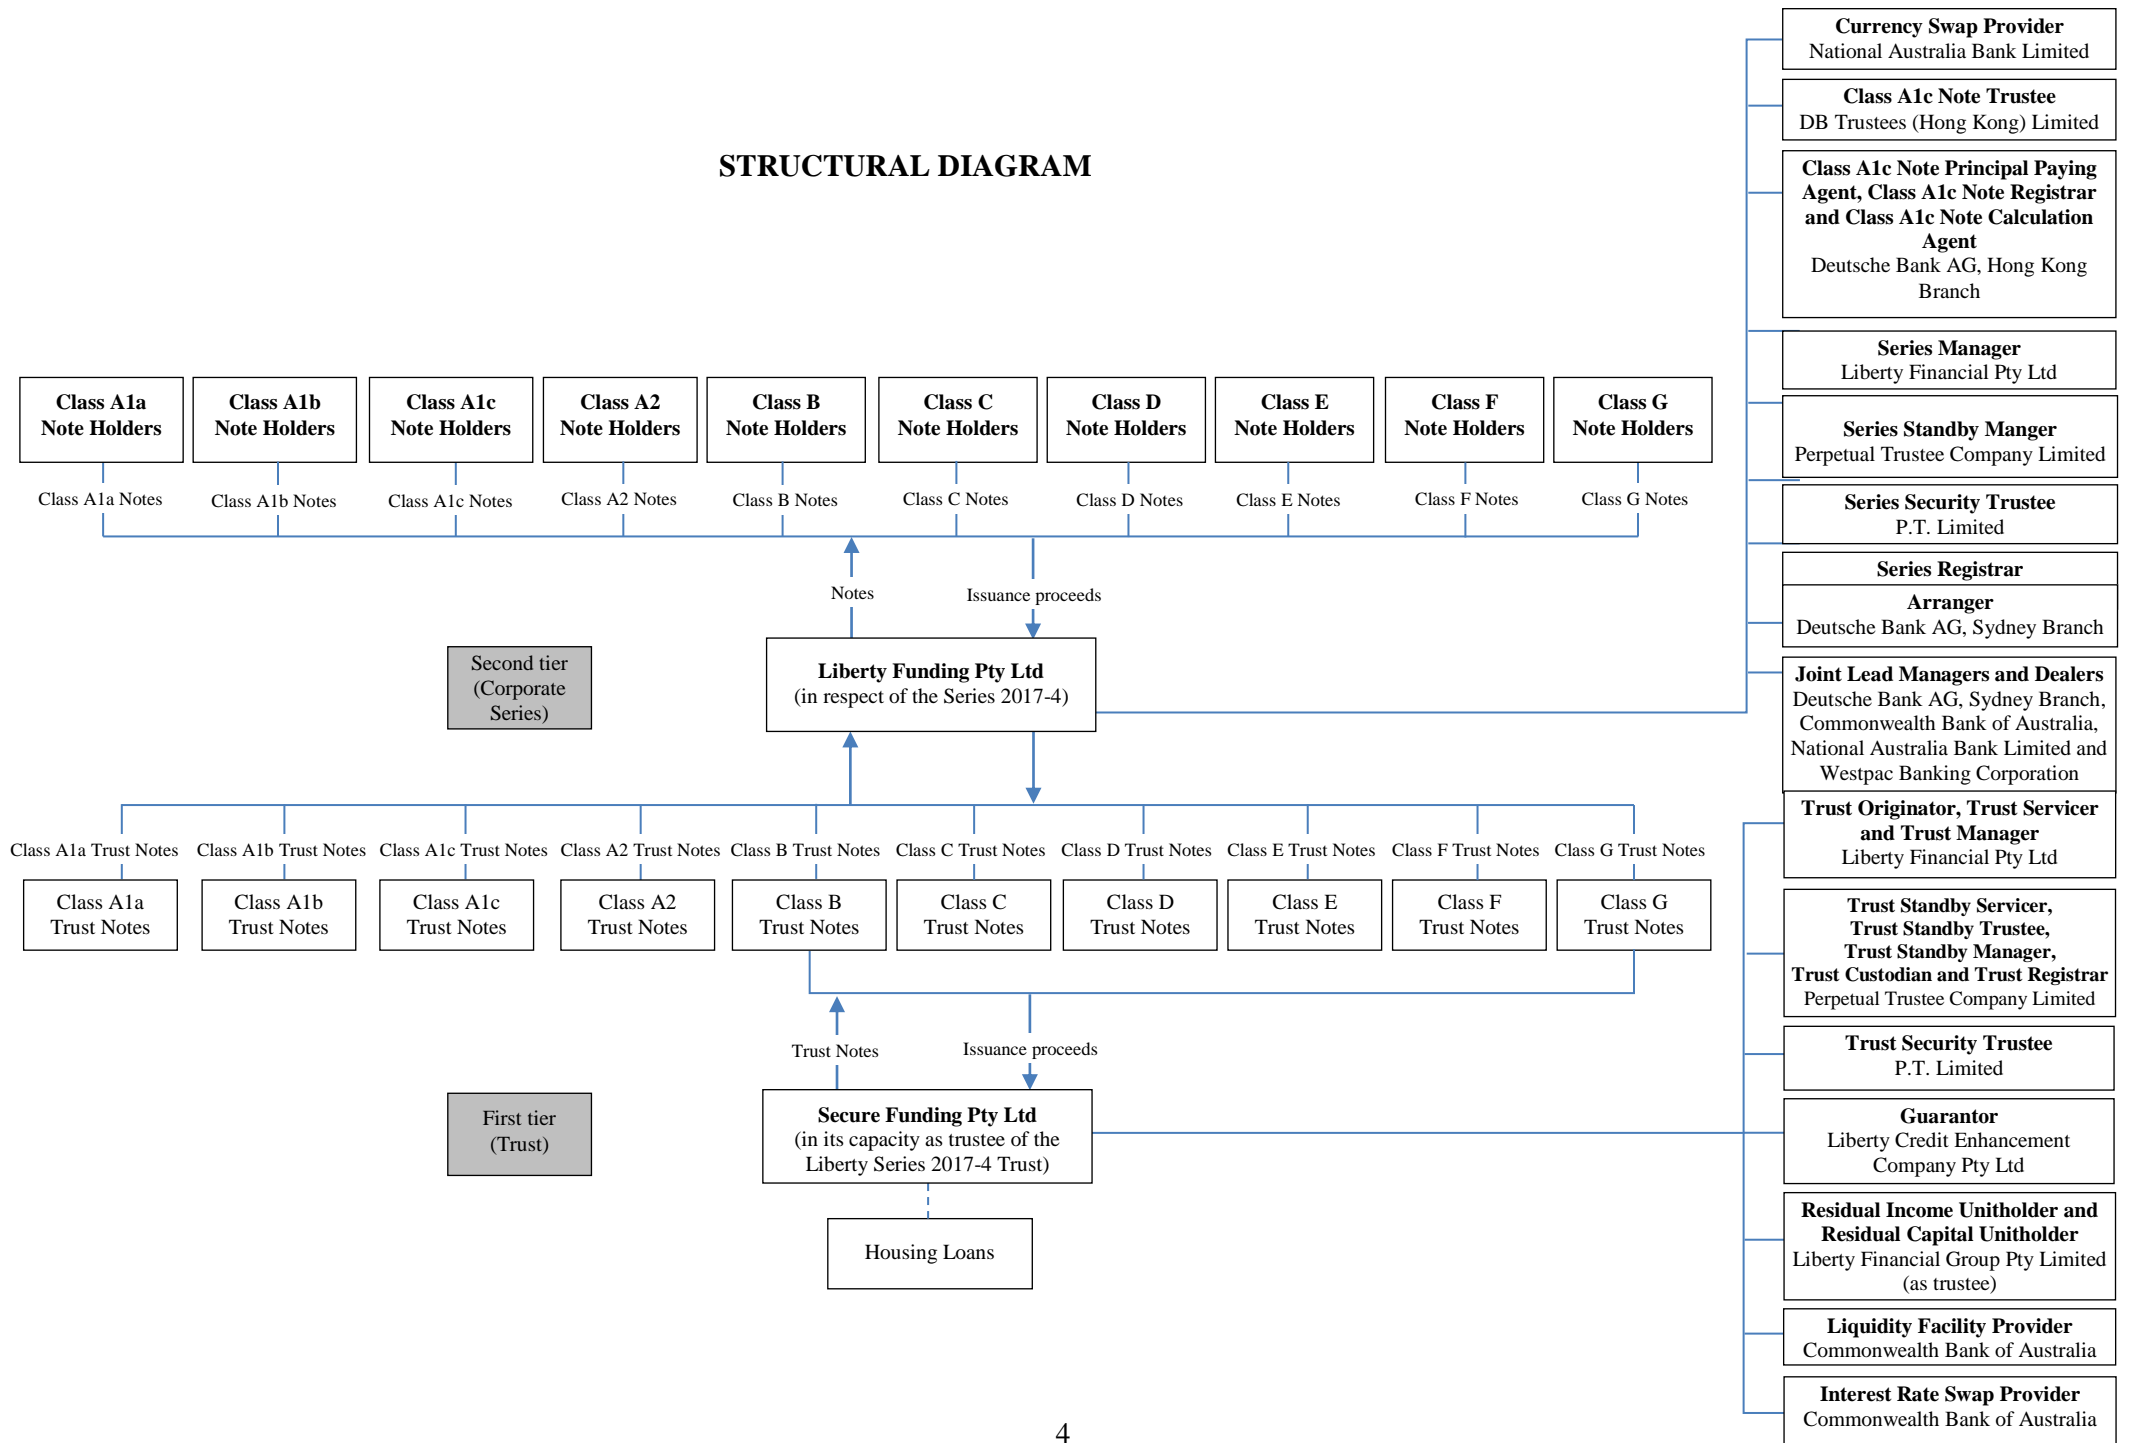 STRUCTURAL DIAGRAM
Class A1a
Note Holders
Class A1b
Note Holders
Class A1c
Note Holders
Class A2
Note Holders
Class B
Note Holders
Class C
Note Holders
Class D
Note Holders
Class E
Note Holders
Class F
Note Holders
Class G
Note Holders
Class A1a Notes
Class A1b Notes
Class A1c Notes
Class A2 Notes
Class B Notes
Class C Notes
Class D Notes
Class E Notes
Class F Notes
Class G Notes
Notes
Issuance proceeds
Second tier
(Corporate
Series)
Liberty Funding Pty Ltd
(in respect of the Series 2017-4)
Class A1a Trust Notes
Class A1b Trust Notes
Class A1c Trust Notes
Class A2 Trust Notes
Class B Trust Notes
Class C Trust Notes
Class D Trust Notes
Class E Trust Notes
Class F Trust Notes
Class G Trust Notes
Class A1a
Trust Notes
Class A1b
Trust Notes
Class A1c
Trust Notes
Class A2
Trust Notes
Class B
Trust Notes
Class C
Trust Notes
Class D
Trust Notes
Class E
Trust Notes
Class F
Trust Notes
Class G
Trust Notes
Trust Notes
Issuance proceeds
First tier
(Trust)
Secure Funding Pty Ltd
(in its capacity as trustee of the
Liberty Series 2017-4 Trust)
Housing Loans
Currency Swap Provider
National Australia Bank Limited
Class A1c Note Trustee
DB Trustees (Hong Kong) Limited
Class A1c Note Principal Paying
Agent, Class A1c Note Registrar
and Class A1c Note Calculation
Agent
Deutsche Bank AG, Hong Kong
Branch
Series Manager
Liberty Financial Pty Ltd
Series Standby Manger
Perpetual Trustee Company Limited
Series Security Trustee
P.T. Limited
Series Registrar
Arranger
Deutsche Bank AG, Sydney Branch
Joint Lead Managers and Dealers
Deutsche Bank AG, Sydney Branch,
Commonwealth Bank of Australia,
National Australia Bank Limited and
Westpac Banking Corporation
Trust Originator, Trust Servicer
and Trust Manager
Liberty Financial Pty Ltd
Trust Standby Servicer,
Trust Standby Trustee,
Trust Standby Manager,
Trust Custodian and Trust Registrar
Perpetual Trustee Company Limited
Trust Security Trustee
P.T. Limited
Guarantor
Liberty Credit Enhancement
Company Pty Ltd
Residual Income Unitholder and
Residual Capital Unitholder
Liberty Financial Group Pty Limited
(as trustee)
Liquidity Facility Provider
Commonwealth Bank of Australia
Interest Rate Swap Provider
Commonwealth Bank of Australia
4